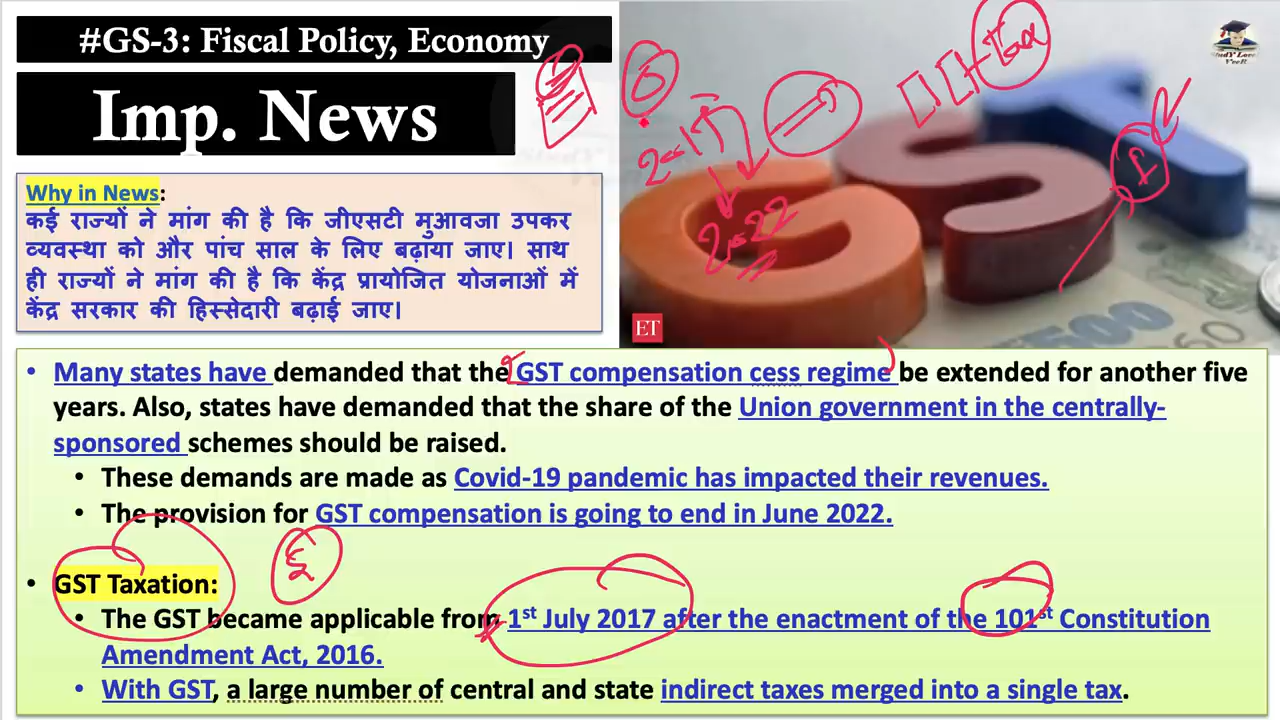 #GS-3: Fiscal Policy, Economy
Imp. News
Tax
2017
2022
GST
500
ET
Why in News:
कई राज्यों ने मांग की है कि जीएसटी मुआवजा उपकर
व्यवस्था को और पांच साल के लिए बढ़ाया जाए। साथ
ही राज्यों ने मांग की है कि केंद्र प्रायोजित योजनाओं में
केंद्र सरकार की हिस्सेदारी बढ़ाई जाए।
• Many states have demanded that the GST compensation cess regime be extended for another five
years. Also, states have demanded that the share of the Union government in the centrally-
sponsored schemes should be raised.
• These demands are made as Covid-19 pandemic has impacted their revenues.
• The provision for GST compensation is going to end in June 2022.
• GST Taxation:
• The GST became applicable from 1st July 2017 after the enactment of the 101st Constitution
Amendment Act, 2016.
• With GST, a large number of central and state indirect taxes merged into a single tax.